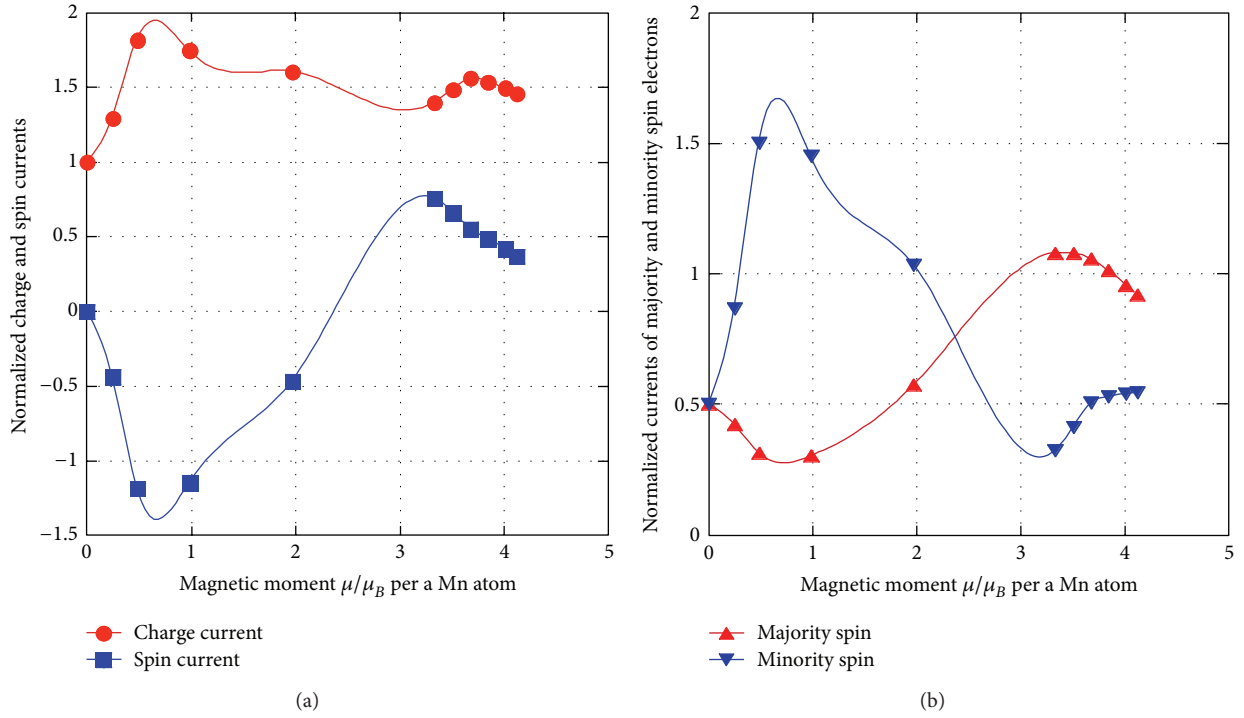 Normalized charge and spin currents
2
1.5
1
0.5
0
−0.5
−1
−1.5
0 1 2 3 4 5
Magnetic moment μ/μB per a Mn atom
Charge current
Spin current
(a)
Normalized currents of majority and minority spin electrons
2
1.5
1
0.5
0
0 1 2 3 4 5
Magnetic moment μ/μB per a Mn atom
Majority spin
Minority spin
(b)